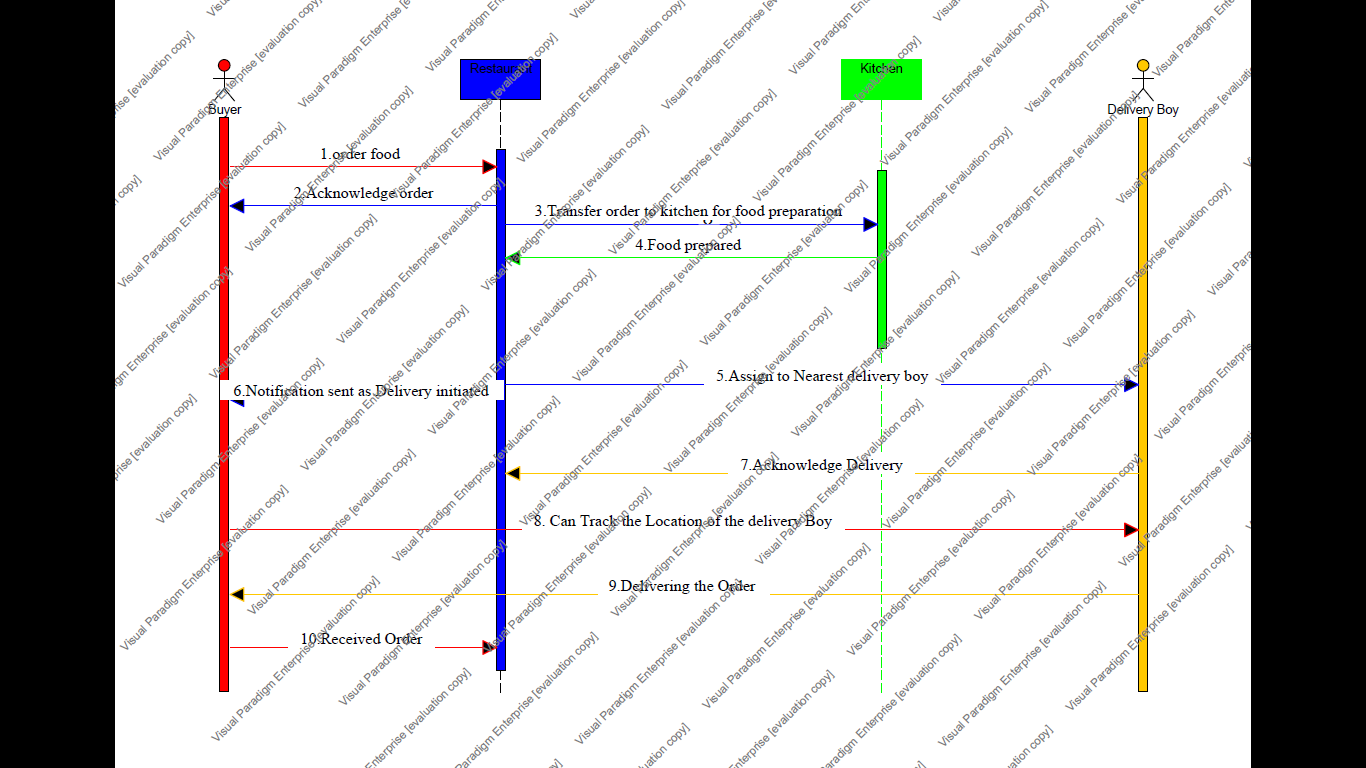 Restaurant
Kitchen
Buyer
Delivery Boy
1.order food
2.Acknowledge order
3.Transfer order to kitchen for food preparation
4.Food prepared
5.Assign to Nearest delivery boy
6.Notification sent as Delivery initiated
7.Acknowledge Delivery
8. Can Track the Location of the delivery Boy
9.Delivering the Order
10.Received Order
Visual Paradigm Enterprise [evaluation copy]